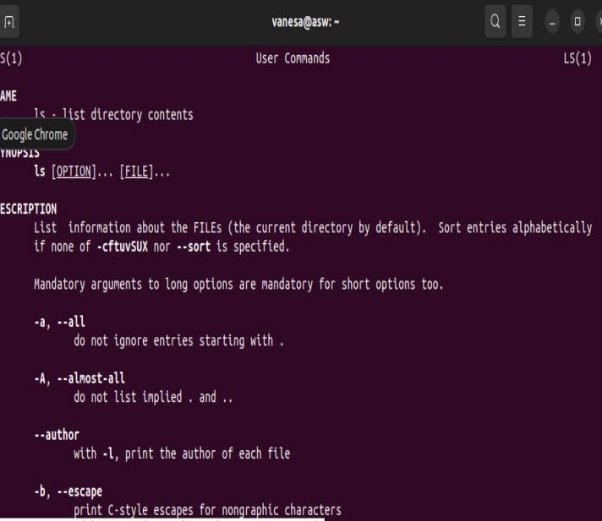 vanesa@asw: ~
S(1) User Commands LS(1)
AME
ls - list directory contents
Google Chrome
YNOPSIS
ls [OPTION]... [FILE]...
ESCRIPTION
List information about the FILEs (the current directory by default). Sort entries alphabetically
if none of -cftuvSUX nor --sort is specified.
Mandatory arguments to long options are mandatory for short options too.
-a, --all
do not ignore entries starting with .
-A, --almost-all
do not list implied . and ..
--author
with -l, print the author of each file
-b, --escape
print C-style escapes for nongraphic characters